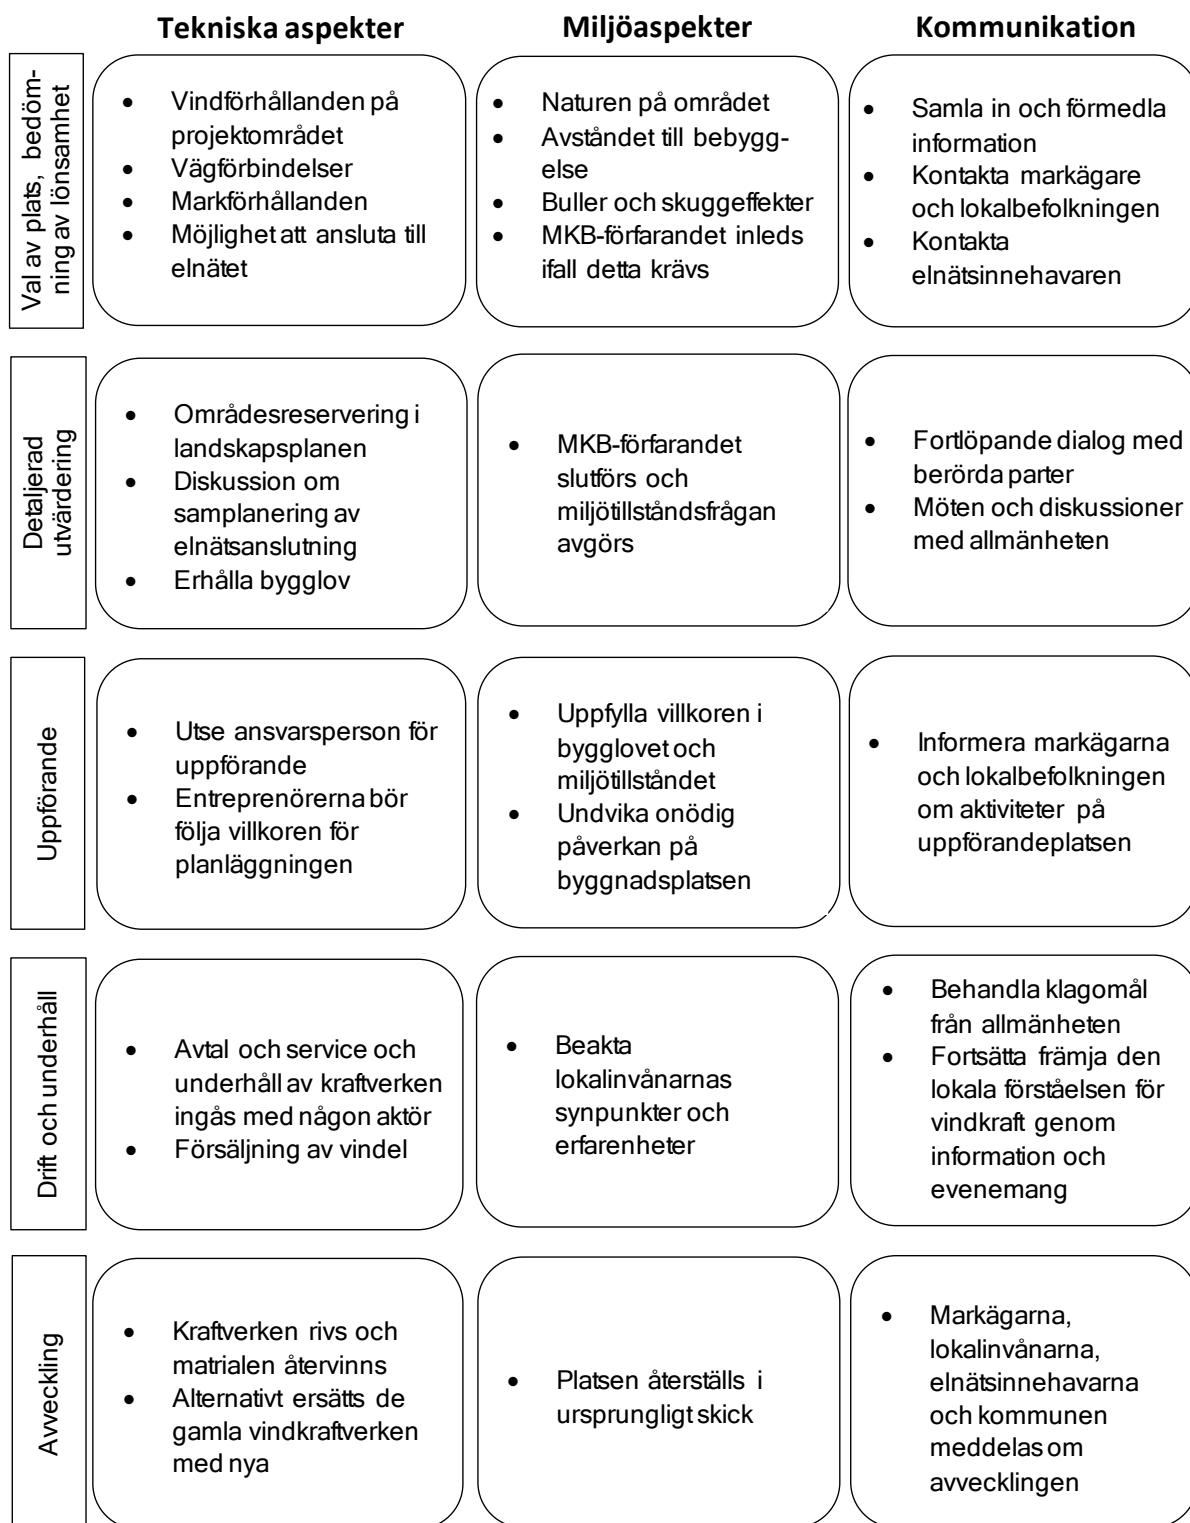 Tekniska aspekter
Miljöaspekter
Kommunikation
Val av plats, bedöm-
ning av lönsamhet
• Vindförhållanden på
projektområdet
• Vägförbindelser
• Markförhållanden
• Möjlighet att ansluta till
elnätet
• Naturen på området
• Avståndet till bebygg-
else
• Buller och skuggeffekter
• MKB-förfarandet inleds
ifall detta krävs
• Samla in och förmedla
information
• Kontakta markägare
och lokalbefolkningen
• Kontakta
elnätsinnehavaren
Detaljerad
utvärdering
• Områdesreservering i
landskapsplanen
• Diskussion om
samplanering av
elnätsanslutning
• Erhålla bygglov
• MKB-förfarandet
slutförs och
miljötillståndsfrågan
avgörs
• Fortlöpande dialog med
berörda parter
• Möten och diskussioner
med allmänheten
Uppförande
• Utse ansvarsperson för
uppförande
• Entreprenörerna bör
följa villkoren för
planläggningen
• Uppfylla villkoren i
bygglovet och
miljötillståndet
• Undvika onödig
påverkan på
byggnadsplatsen
• Informera markägarna
och lokalbefolkningen
om aktiviteter på
uppförandeplatsen
Drift och underhåll
• Avtal och service och
underhåll av kraftverken
ingås med någon aktör
• Försäljning av vindel
• Beakta
lokalinvånarnas
synpunkter och
erfarenheter
• Behandla klagomål
från allmänheten
• Fortsätta främja den
lokala förståelsen för
vindkraft genom
information och
evenemang
Avveckling
• Kraftverken rivs och
matrialen återvinns
• Alternativt ersätts de
gamla vindkraftverken
med nya
• Platsen återställs i
ursprungligt skick
• Markägarna,
lokalinvånarna,
elnätsinnehavarna
och kommunen
meddelas om
avvecklingen